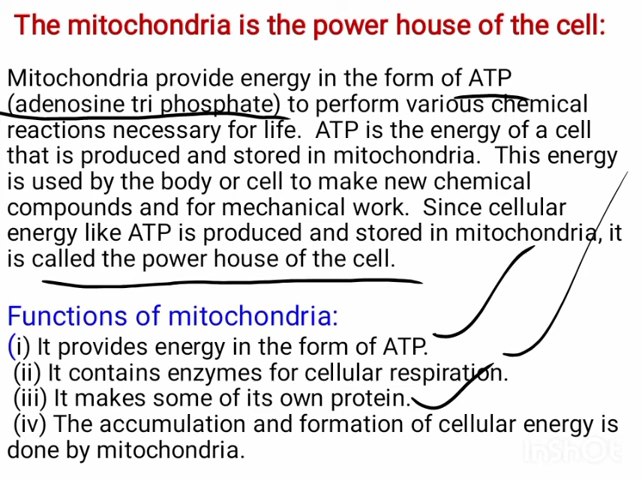 The mitochondria is the power house of the cell:
Mitochondria provide energy in the form of ATP
(adenosine tri phosphate) to perform various chemical
reactions necessary for life. ATP is the energy of a cell
that is produced and stored in mitochondria. This energy
is used by the body or cell to make new chemical
compounds and for mechanical work. Since cellular
energy like ATP is produced and stored in mitochondria, it
is called the power house of the cell.
Functions of mitochondria:
(i) It provides energy in the form of ATP.
(ii) It contains enzymes for cellular respiration.
(iii) It makes some of its own protein.
(iv) The accumulation and formation of cellular energy is
done by mitochondria.
InShOt